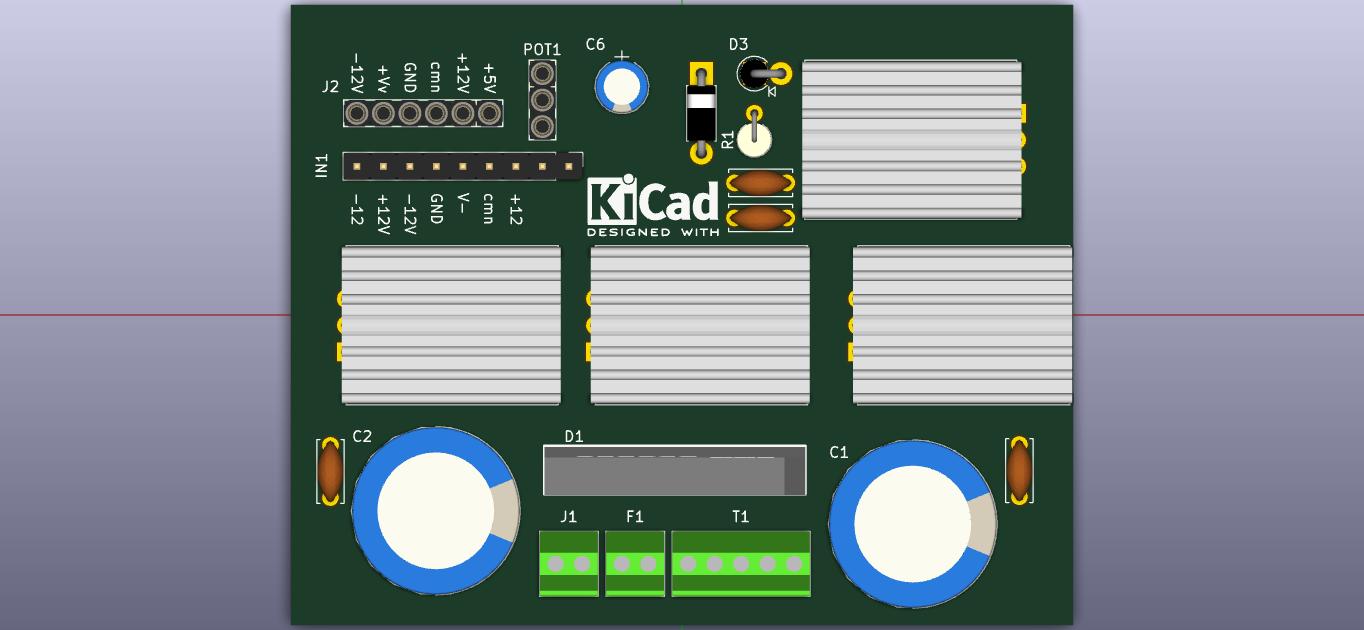 C6
D3
POT1
-12V
+Vv
GND
cmn
+12V
+5V
J2
R1
IN1
-12
+12V
-12V
GND
V-
cmn
+12
KiCad
DESIGNED WITH
C2
D1
C1
J1
F1
T1